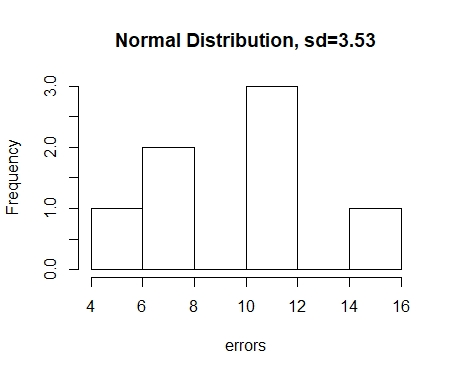 Normal Distribution, sd=3.53
Frequency
3.0
2.0
1.0
0.0
4 6 8 10 12 14 16
errors